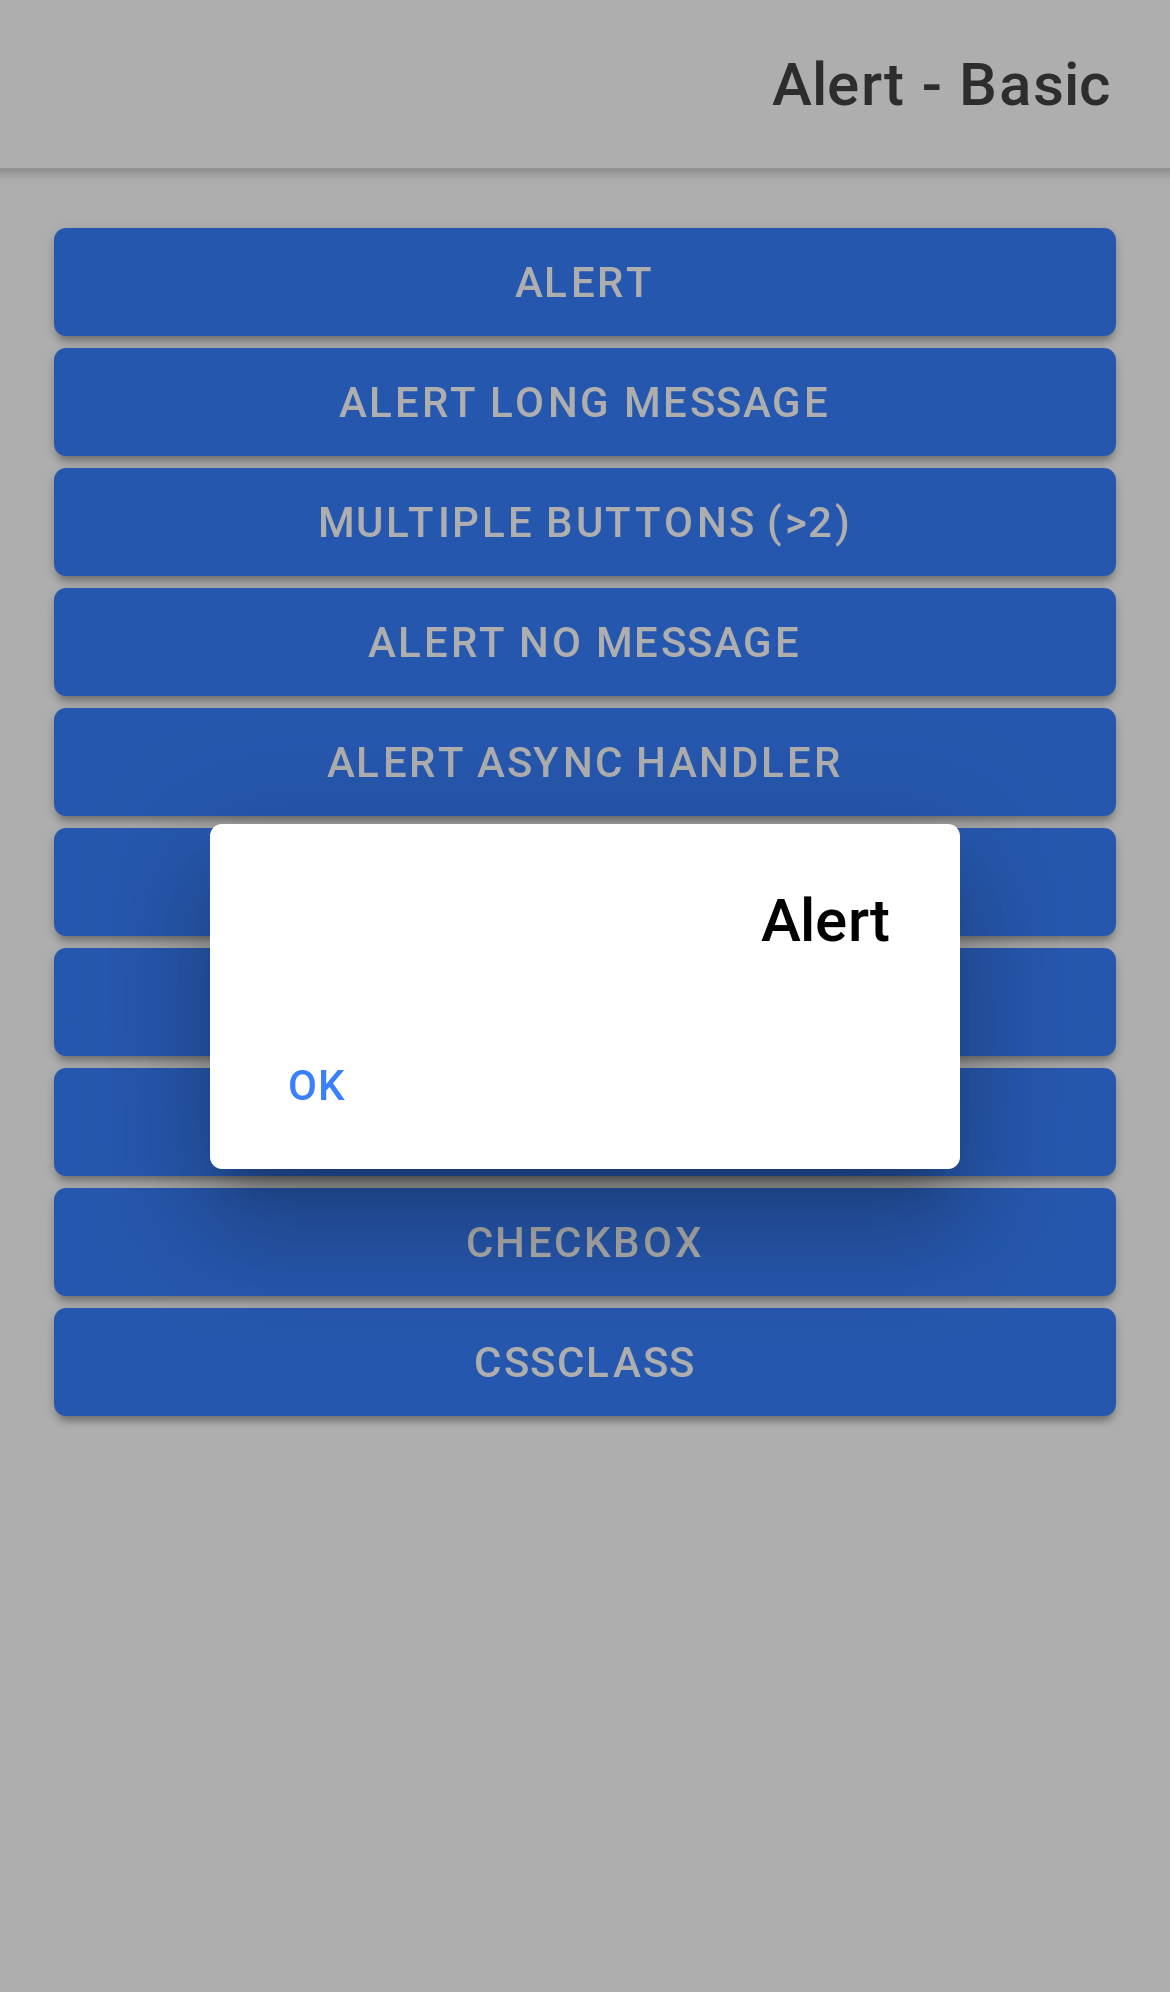 Alert - Basic
ALERT
ALERT LONG MESSAGE
MULTIPLE BUTTONS (>2)
ALERT NO MESSAGE
ALERT ASYNC HANDLER
Alert
OK
CHECKBOX
CSSCLASS